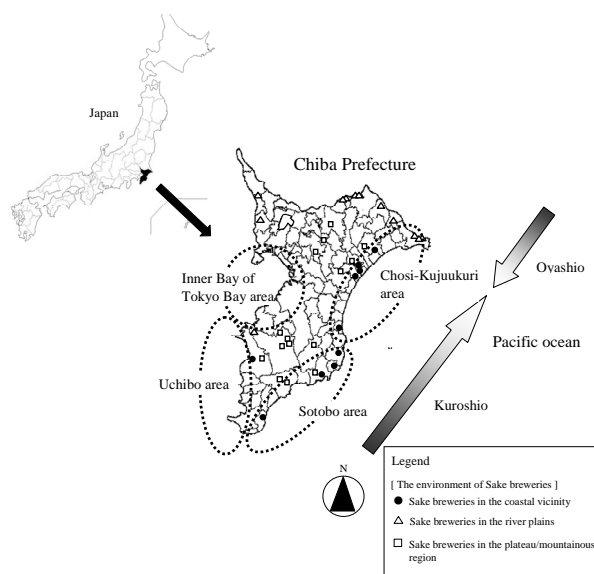 Japan
Chiba Prefecture
Inner Bay of
Tokyo Bay area
Chosi-Kujuukuri
area
Oyashio
Pacific ocean
Uchibo area
Sotobo area
Kuroshio
N
Legend
[ The environment of Sake breweries ]
Sake breweries in the coastal vicinity
Sake breweries in the river plains
Sake breweries in the plateau/mountainous
region